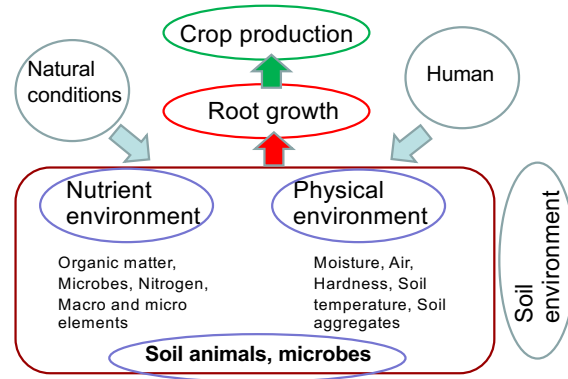 Crop production
Natural
conditions
Human
Root growth
Nutrient
environment
Physical
environment
Organic matter,
Microbes, Nitrogen,
Macro and micro
elements
Moisture, Air,
Hardness, Soil
temperature, Soil
aggregates
Soil animals, microbes
Soil
environment